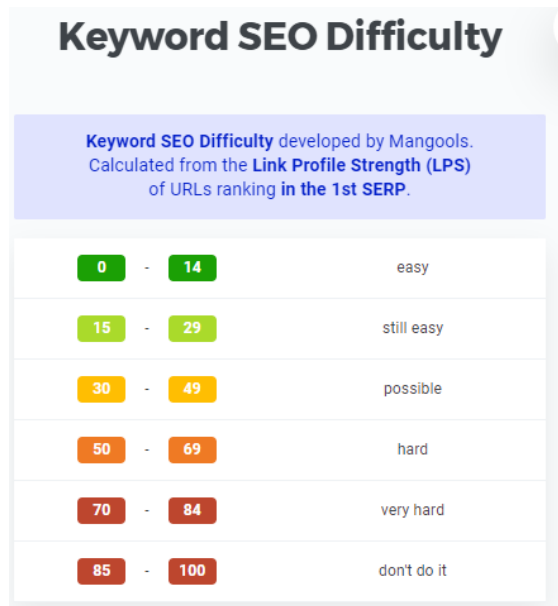 Keyword SEO Difficulty
Keyword SEO Difficulty developed by Mangools.
Calculated from the Link Profile Strength (LPS)
of URLs ranking in the 1st SERP.
0 - 14 easy
15 - 29 still easy
30 - 49 possible
50 - 69 hard
70 - 84 very hard
85 - 100 don't do it